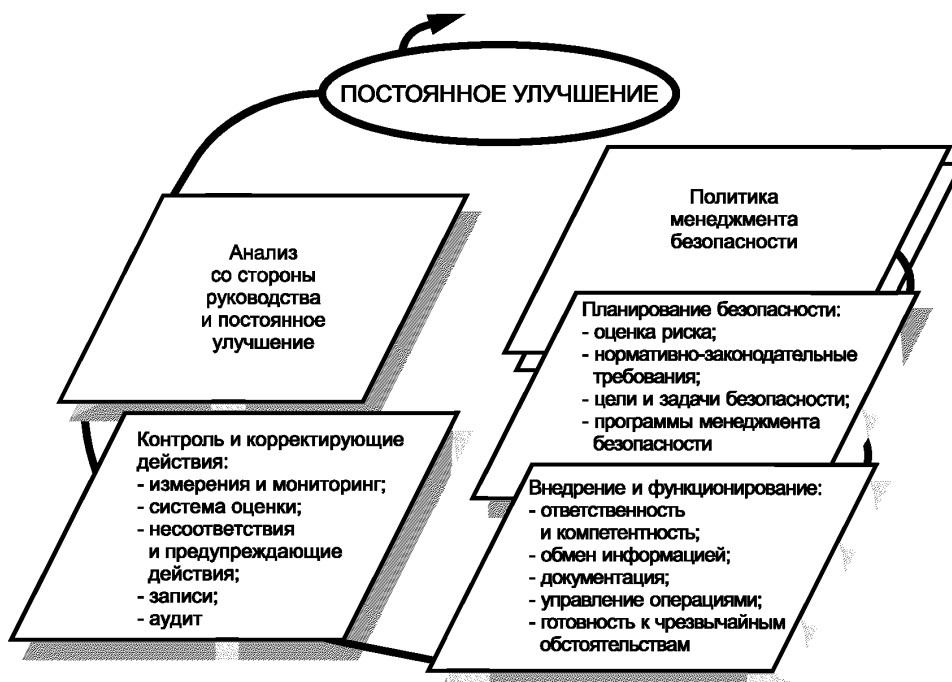 ПОСТОЯННОЕ УЛУЧШЕНИЕ
Политика
менеджмента
безопасности
Планирование безопасности:
- оценка риска;
- нормативно-законодательные
требования;
- цели и задачи безопасности;
- программы менеджмента
безопасности
Внедрение и функционирование:
- ответственность
и компетентность;
- обмен информацией;
- документация;
- управление операциями;
- готовность к чрезвычайным
обстоятельствам
Контроль и корректирующие
действия:
- измерения и мониторинг;
- система оценки;
- несоответствия
и предупреждающие
действия;
- записи;
- аудит
Анализ
со стороны
руководства
и постоянное
улучшение